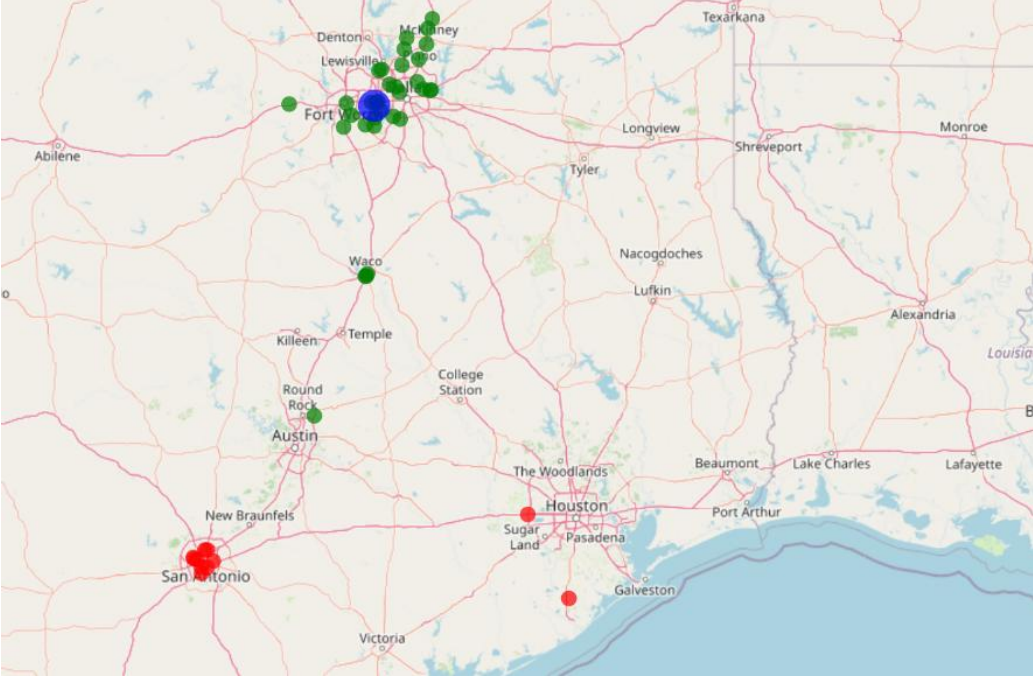 Texarkana
McKinney
Denton
Lewisville
Fort
Longview
Monroe
Shreveport
Abilene
Tyler
Nacogdoches
Waco
Lufkin
o
Alexandria
Temple
Killeen
Louisia
College
Station
Round
Rock
B
Austin
The Woodlands
Beaumont
Lake Charles
Lafayette
Houston
New Braunfels
Port Arthur
Sugar
Land
Pasadena
San Antonio
Galveston
Victoria